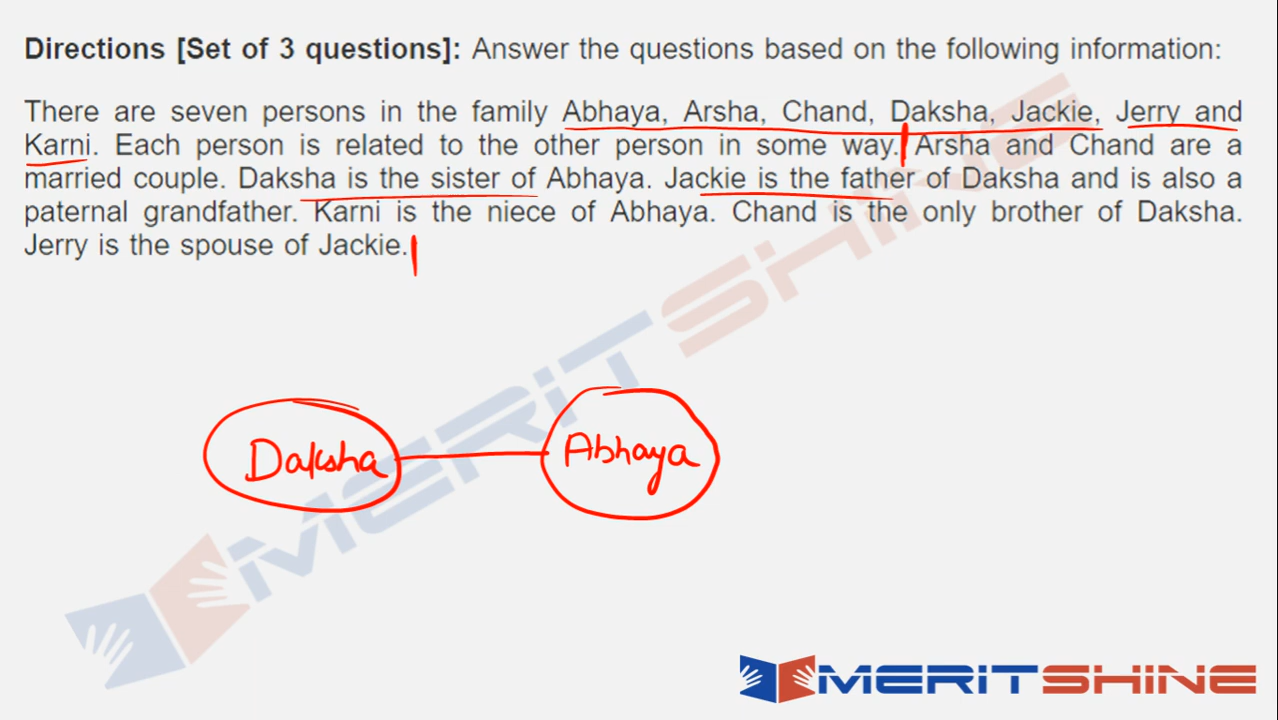 Directions [Set of 3 questions]: Answer the questions based on the following information:
There are seven persons in the family Abhaya, Arsha, Chand, Daksha, Jackie, Jerry and
Karni. Each person is related to the other person in some way. Arsha and Chand are a
married couple. Daksha is the sister of Abhaya. Jackie is the father of Daksha and is also a
paternal grandfather. Karni is the niece of Abhaya. Chand is the only brother of Daksha.
Jerry is the spouse of Jackie.
MERiTSHINE
Daksha Abhaya
MERiTSHINE